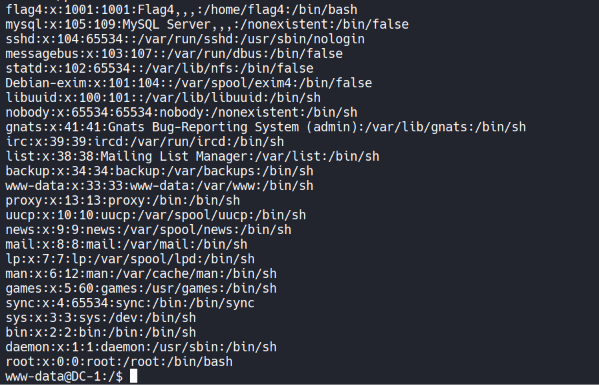 flag4:x:1001:1001:Flag4,,,:/home/flag4:/bin/bash
mysql:x:105:109:MySQL Server,,,:/nonexistent:/bin/false
sshd:x:104:65534::/var/run/sshd:/usr/sbin/nologin
messagebus:x:103:107::/var/run/dbus:/bin/false
statd:x:102:65534::/var/lib/nfs:/bin/false
Debian-exim:x:101:104::/var/spool/exim4:/bin/false
libuuid:x:100:101::/var/lib/libuuid:/bin/sh
nobody:x:65534:65534:nobody:/nonexistent:/bin/sh
gnats:x:41:41:Gnats Bug-Reporting System (admin):/var/lib/gnats:/bin/sh
irc:x:39:39:ircd:/var/run/ircd:/bin/sh
list:x:38:38:Mailing List Manager:/var/list:/bin/sh
backup:x:34:34:backup:/var/backups:/bin/sh
www-data:x:33:33:www-data:/var/www:/bin/sh
proxy:x:13:13:proxy:/bin:/bin/sh
uucp:x:10:10:uucp:/var/spool/uucp:/bin/sh
news:x:9:9:news:/var/spool/news:/bin/sh
mail:x:8:8:mail:/var/mail:/bin/sh
lp:x:7:7:lp:/var/spool/lpd:/bin/sh
man:x:6:12:man:/var/cache/man:/bin/sh
games:x:5:60:games:/usr/games:/bin/sh
sync:x:4:65534:sync:/bin:/bin/sync
sys:x:3:3:sys:/dev:/bin/sh
bin:x:2:2:bin:/bin:/bin/sh
daemon:x:1:1:daemon:/usr/sbin:/bin/sh
root:x:0:0:root:/root:/bin/bash
www-data@DC-1:/$